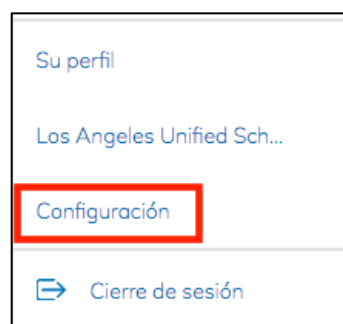 Su perfil
Los Angeles Unified Sch...
Configuración
Cierre de sesión